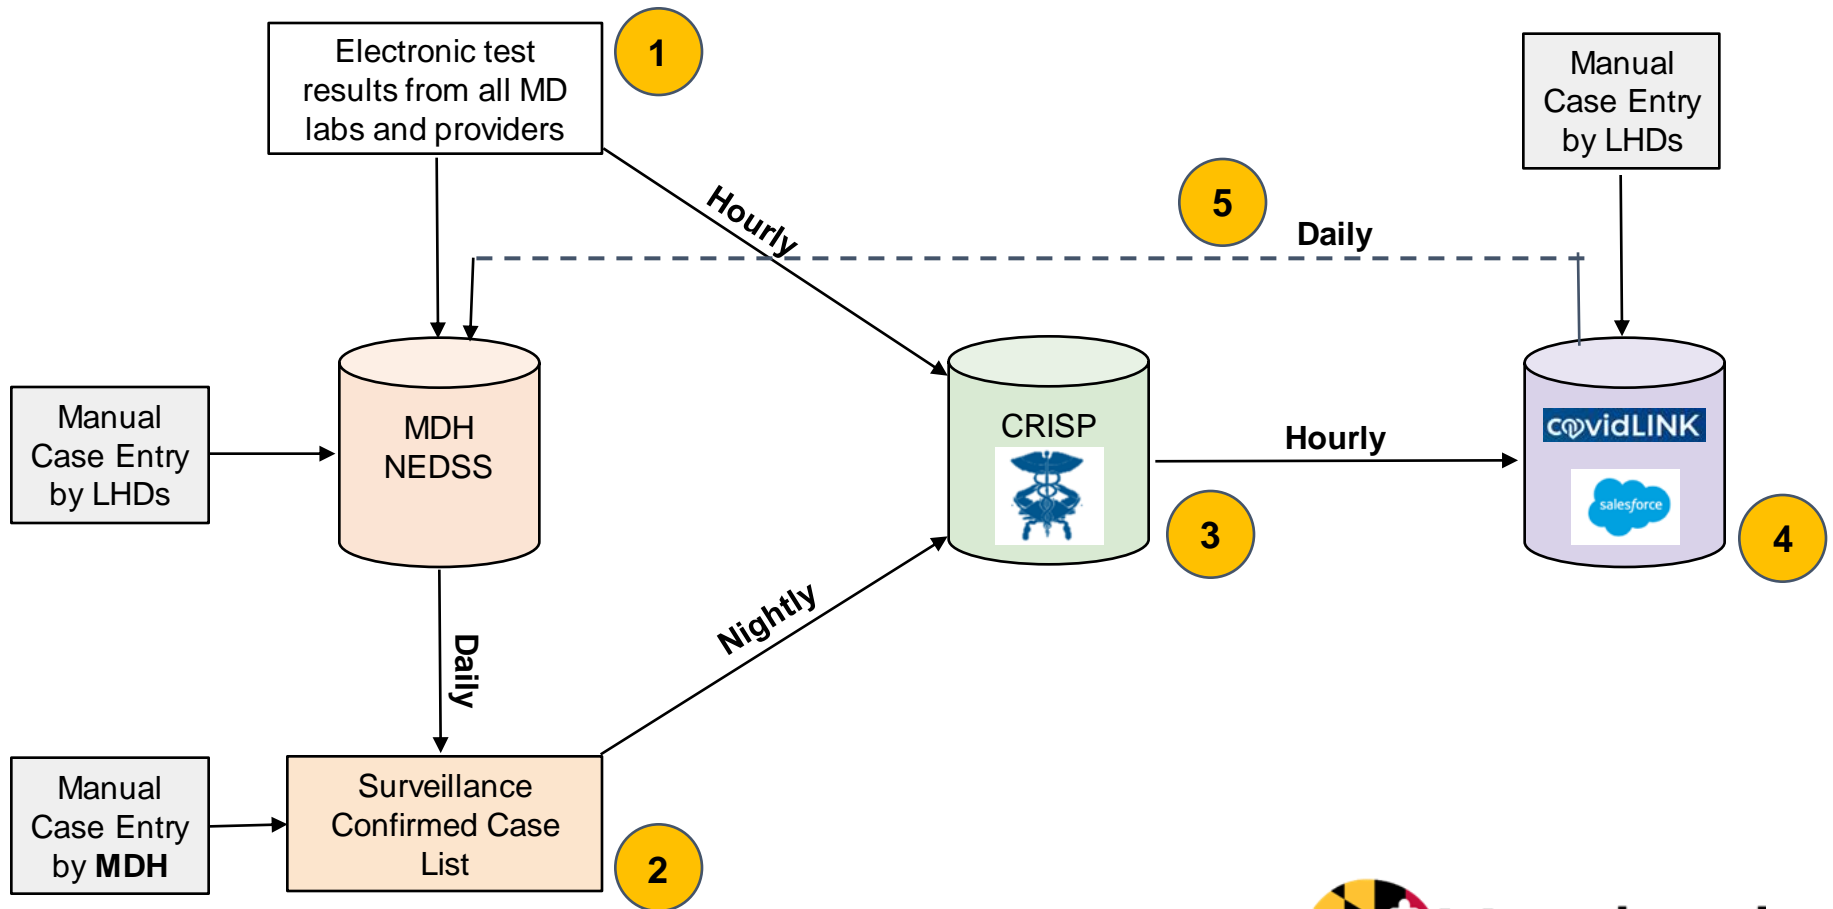 Electronic test
results from all MD
labs and providers
1
Manual
Case Entry
by LHDs
Hourly
5
Daily
Manual
Case Entry
by LHDs
MDH
NEDSS
CRISP
Hourly
covidLINK
salesforce
3
4
Daily
Nightly
Manual
Case Entry
by MDH
Surveillance
Confirmed Case
List
2